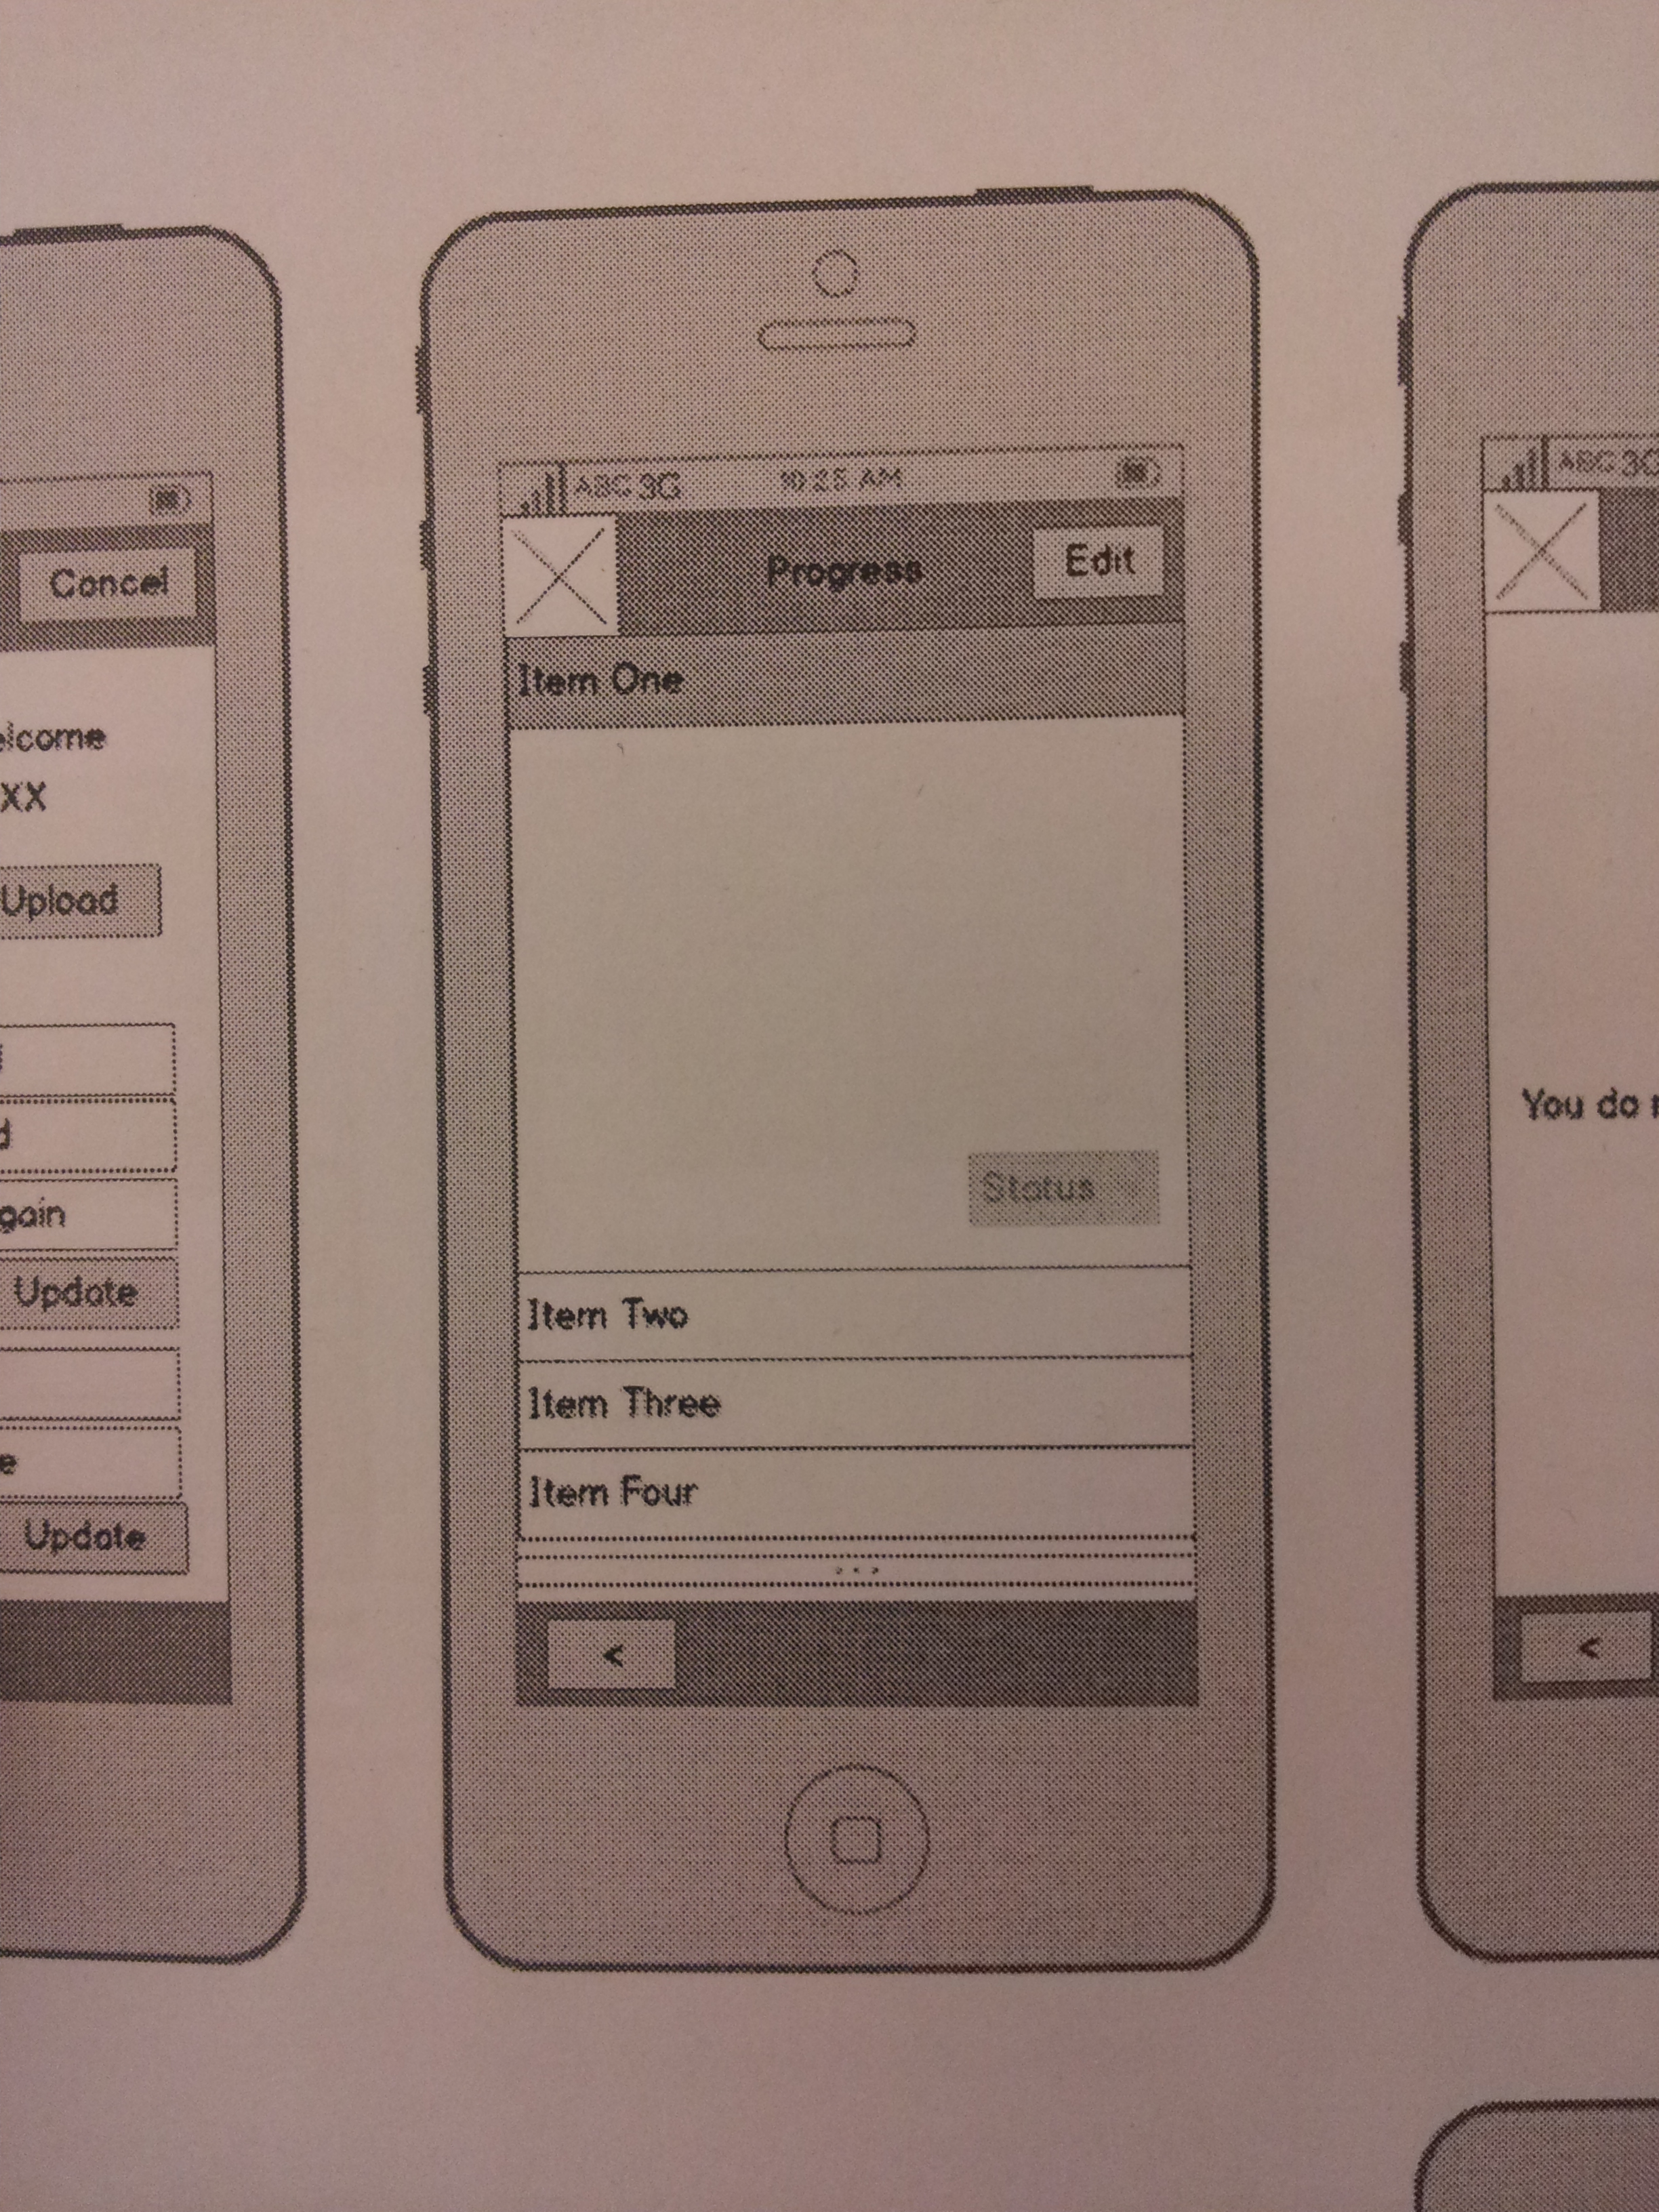 Cancel
elcome
XX
Upload
d
gain
Update
e
Update
ABC 3G 10:25 AM
Progress Edit
Item One
Status
Item Two
Item Three
Item Four
...
<
ABC 3G
You do
<